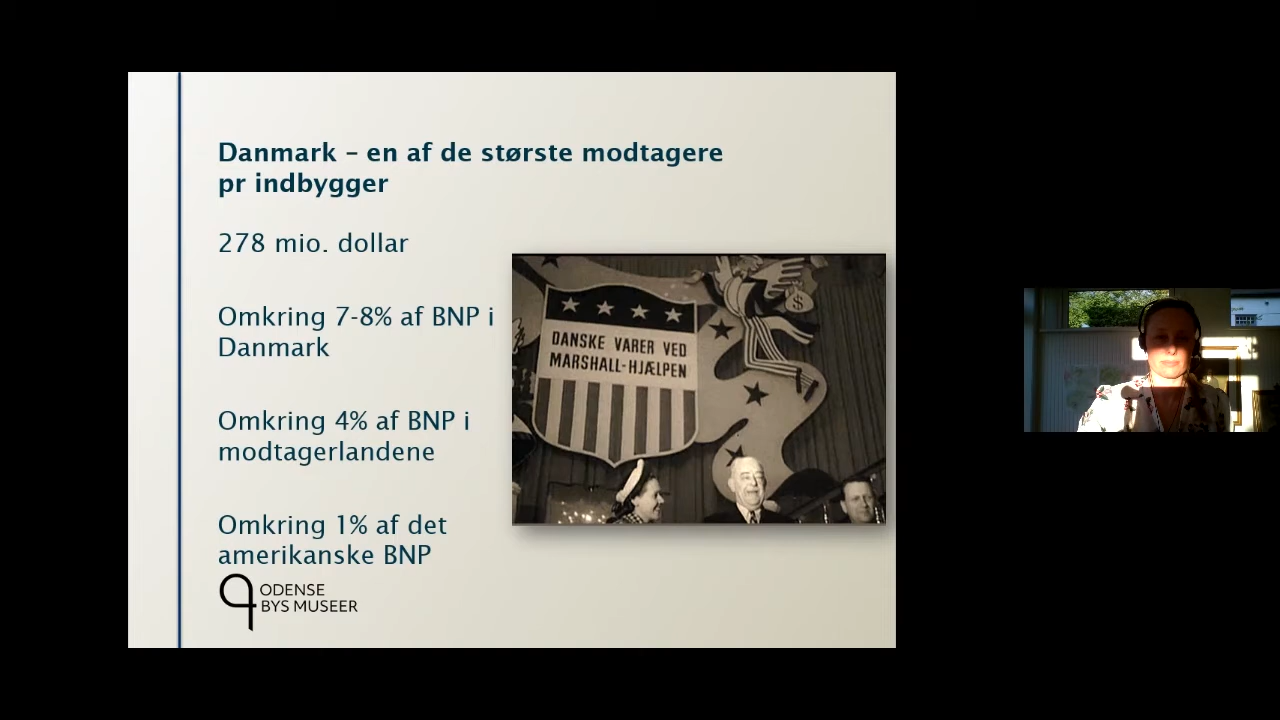 Danmark – en af de største modtagere
pr indbygger
278 mio. dollar
Omkring 7-8% af BNP i
Danmark
Omkring 4% af BNP i
modtagerlandene
Omkring 1% af det
amerikanske BNP
$
DANSKE VARER VED
MARSHALL-HJÆLPEN
ODENSE
BYS MUSEER